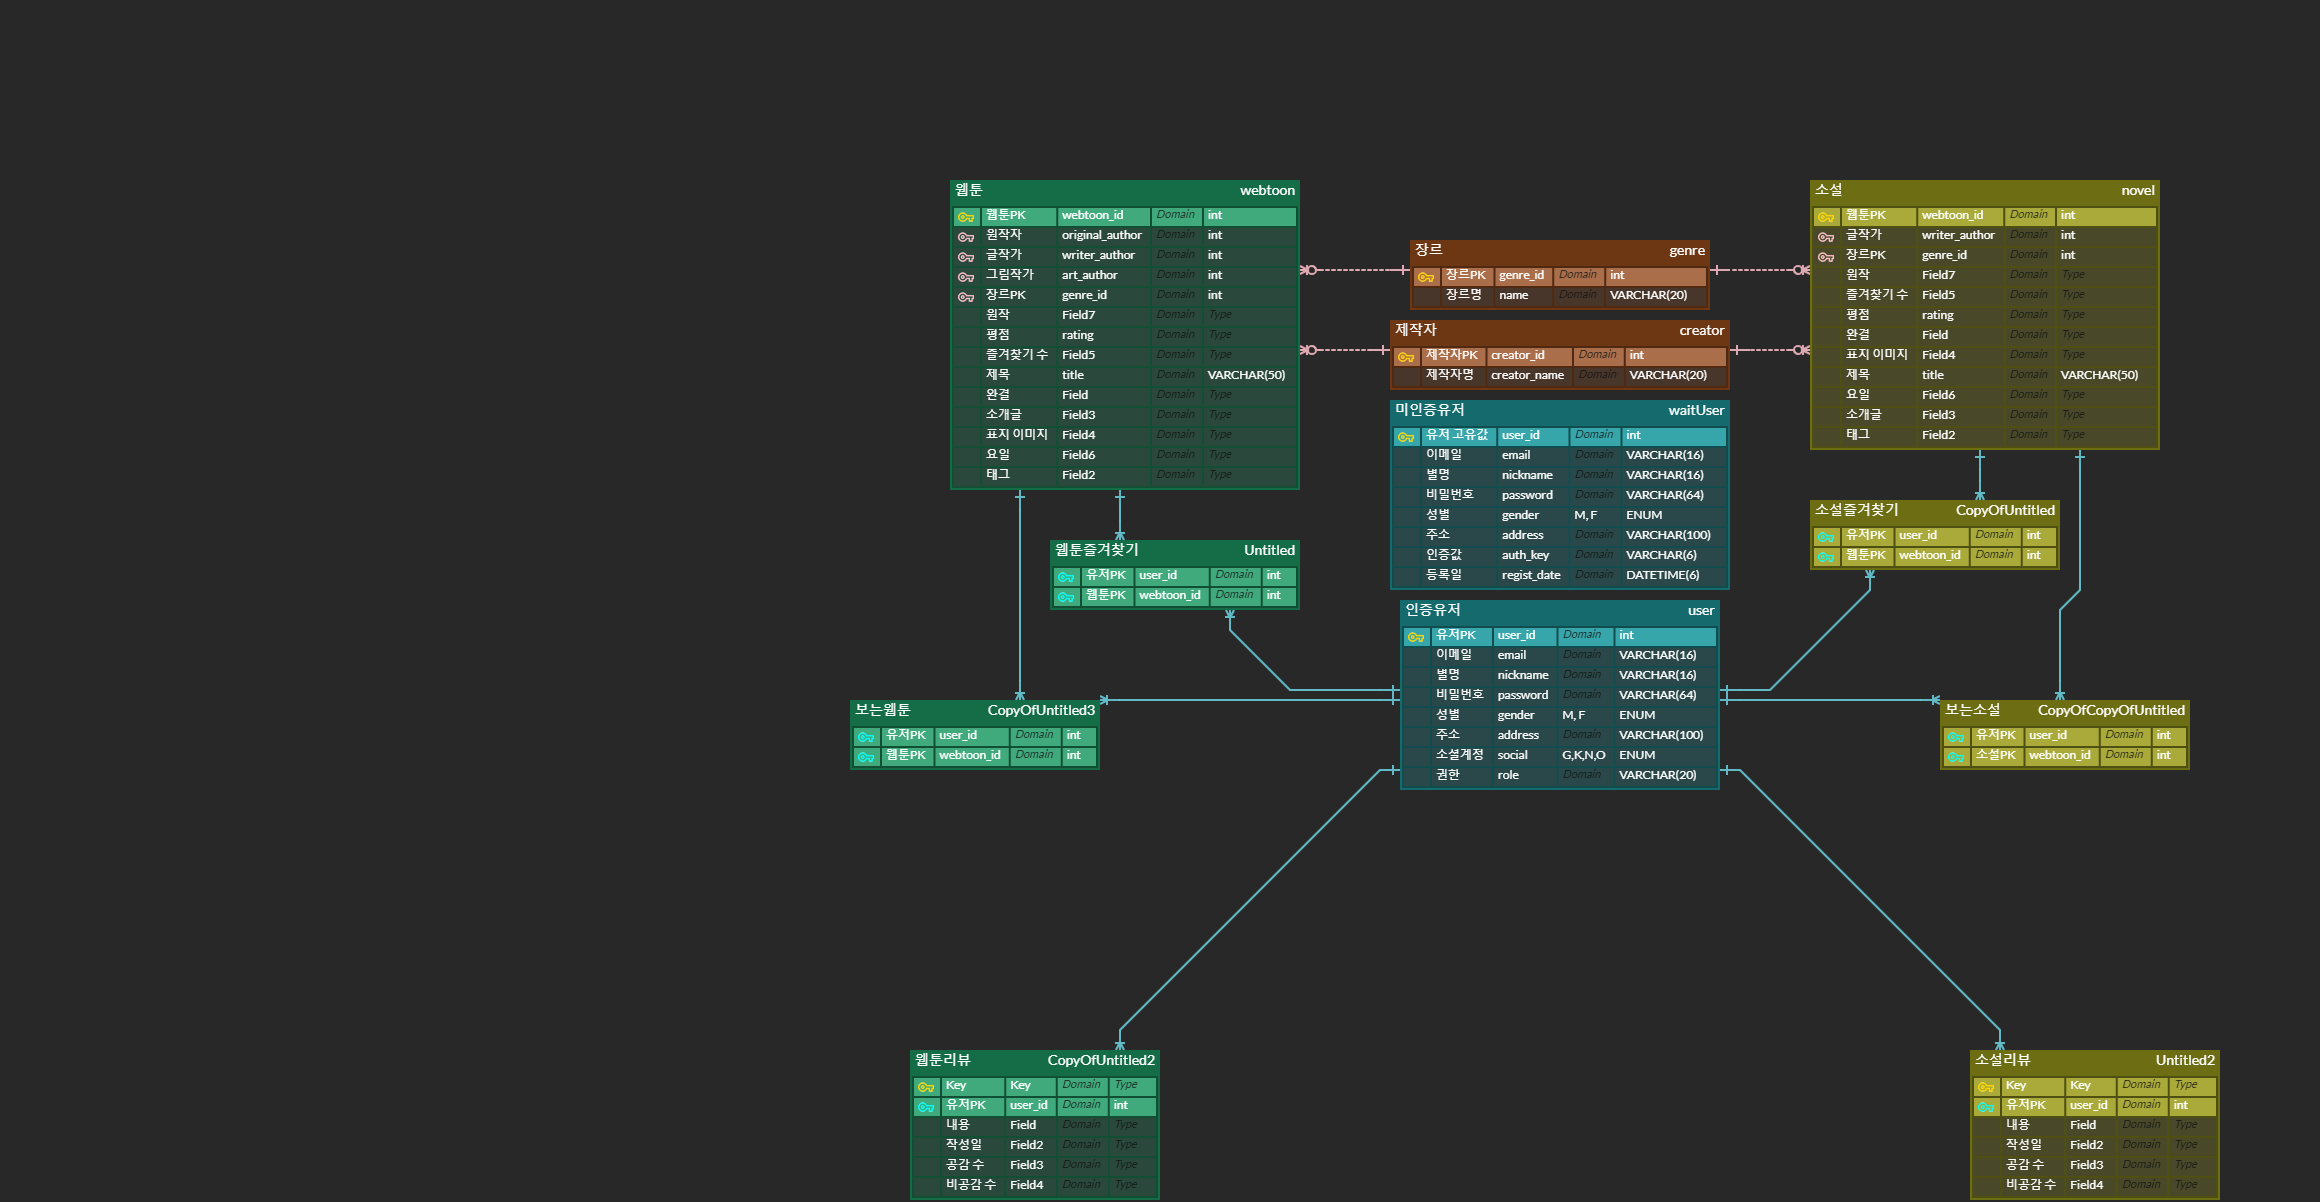 웹툰 webtoon
웹툰PK webtoon_id Domain int
원작자 original_author Domain int
글작가 writer_author Domain int
그림작가 art_author Domain int
장르PK genre_id Domain int
원작 Field7 Domain Type
평점 rating Domain Type
즐겨찾기 수 Field5 Domain Type
제목 title Domain VARCHAR(50)
완결 Field Domain Type
소개글 Field3 Domain Type
표지 이미지 Field4 Domain Type
요일 Field6 Domain Type
태그 Field2 Domain Type
장르 genre
장르PK genre_id Domain int
장르명 name Domain VARCHAR(20)
제작자 creator
제작자PK creator_id Domain int
제작자명 creator_name Domain VARCHAR(20)
미인증유저 waitUser
유저 고유값 user_id Domain int
이메일 email Domain VARCHAR(16)
별명 nickname Domain VARCHAR(16)
비밀번호 password Domain VARCHAR(64)
성별 gender M, F ENUM
주소 address Domain VARCHAR(100)
인증값 auth_key Domain VARCHAR(6)
등록일 regist_date Domain DATETIME(6)
소설 novel
웹툰PK webtoon_id Domain int
글작가 writer_author Domain int
장르PK genre_id Domain int
원작 Field7 Domain Type
즐겨찾기 수 Field5 Domain Type
평점 rating Domain Type
완결 Field Domain Type
표지 이미지 Field4 Domain Type
제목 title Domain VARCHAR(50)
요일 Field6 Domain Type
소개글 Field3 Domain Type
태그 Field2 Domain Type
웹툰즐겨찾기 Untitled
유저PK user_id Domain int
웹툰PK webtoon_id Domain int
소설즐겨찾기 CopyOfUntitled
유저PK user_id Domain int
웹툰PK webtoon_id Domain int
인증유저 user
유저PK user_id Domain int
이메일 email Domain VARCHAR(16)
별명 nickname Domain VARCHAR(16)
비밀번호 password Domain VARCHAR(64)
성별 gender M, F ENUM
주소 address Domain VARCHAR(100)
소셜계정 social G,K,N,O ENUM
권한 role Domain VARCHAR(20)
보는웹툰 CopyOfUntitled3
유저PK user_id Domain int
웹툰PK webtoon_id Domain int
보는소설 CopyOfCopyOfUntitled
유저PK user_id Domain int
소설PK webtoon_id Domain int
웹툰리뷰 CopyOfUntitled2
Key Key Domain Type
유저PK user_id Domain int
내용 Field Domain Type
작성일 Field2 Domain Type
공감 수 Field3 Domain Type
비공감 수 Field4 Domain Type
소설리뷰 Untitled2
Key Key Domain Type
유저PK user_id Domain int
내용 Field Domain Type
작성일 Field2 Domain Type
공감 수 Field3 Domain Type
비공감 수 Field4 Domain Type